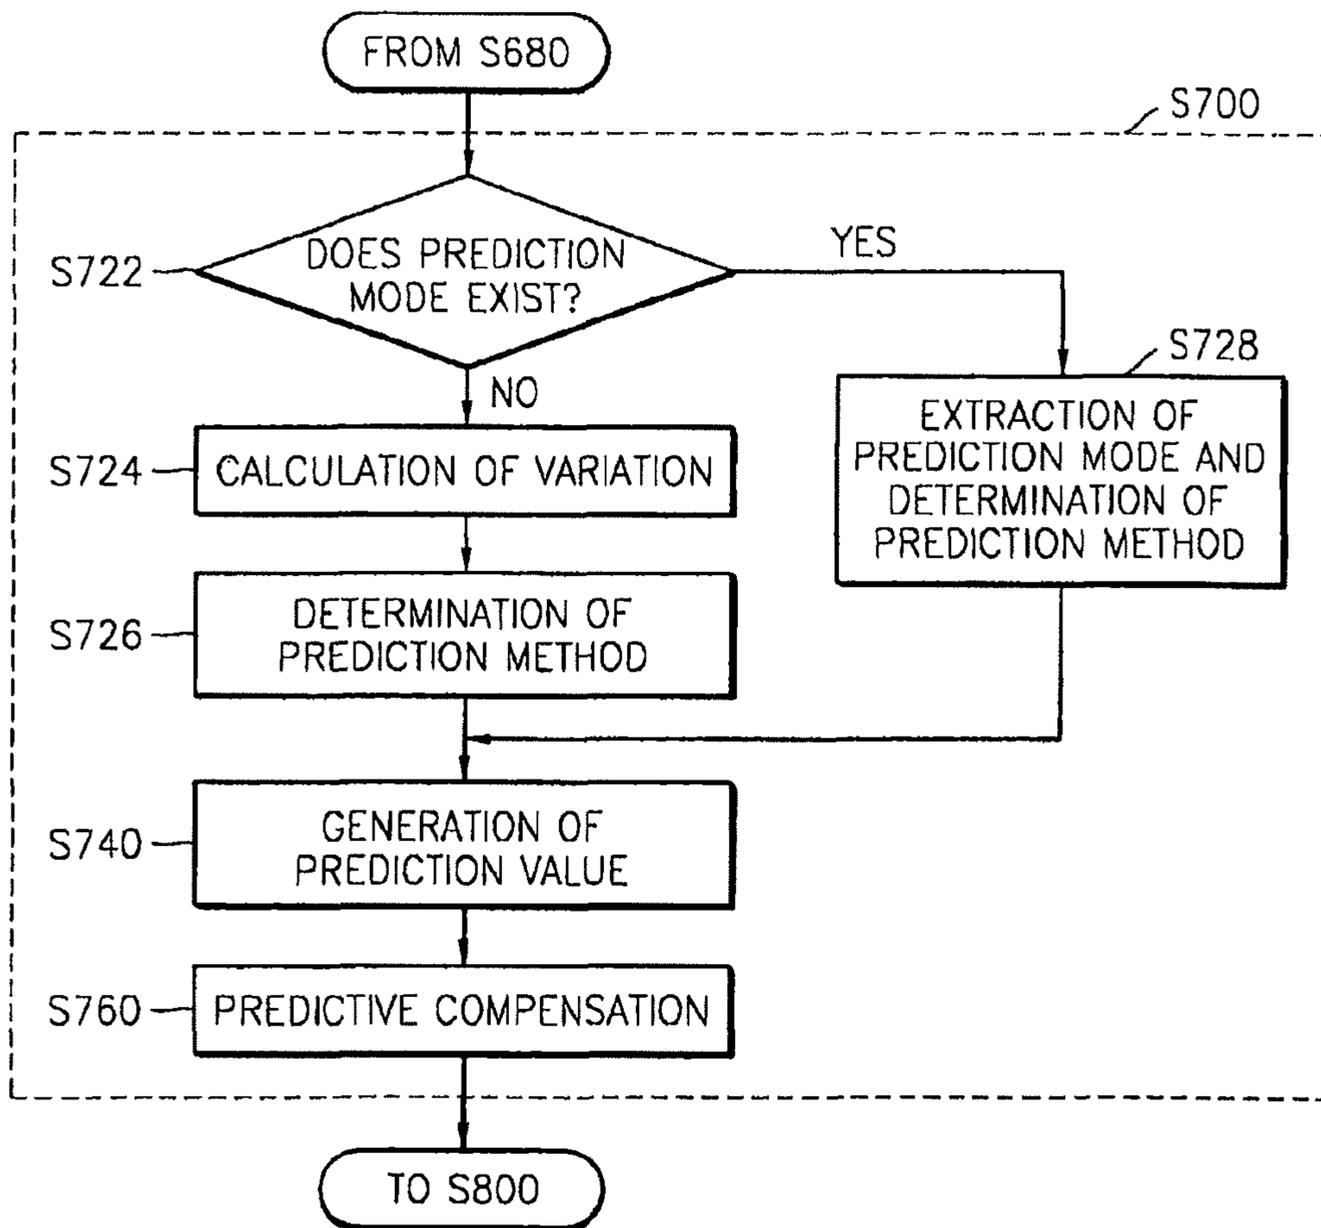 FROM S680
S700
S722
DOES PREDICTION
MODE EXIST?
YES
NO
S728
EXTRACTION OF
PREDICTION MODE AND
DETERMINATION OF
PREDICTION METHOD
S724
CALCULATION OF VARIATION
S726
DETERMINATION OF
PREDICTION METHOD
S740
GENERATION OF
PREDICTION VALUE
S760
PREDICTIVE COMPENSATION
TO S800